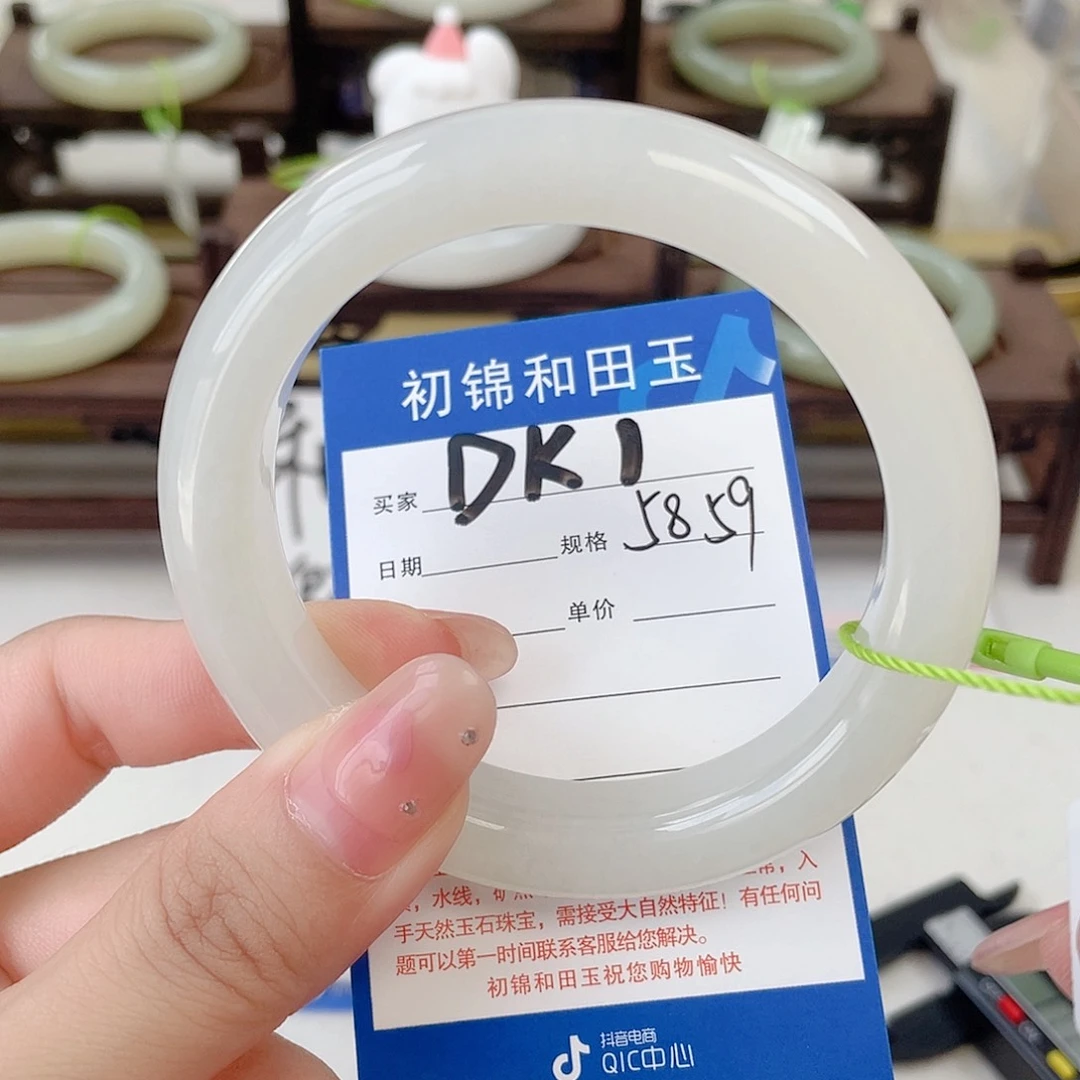 初锦和田玉
买家 DK1
日期 规格 5859
单价
水线，矿
手天然玉石珠宝，需接受大自然特征！有任何问
题可以第一时间联系客服给您解决。
初锦和田玉祝您购物愉快
抖音电商
QIC中心